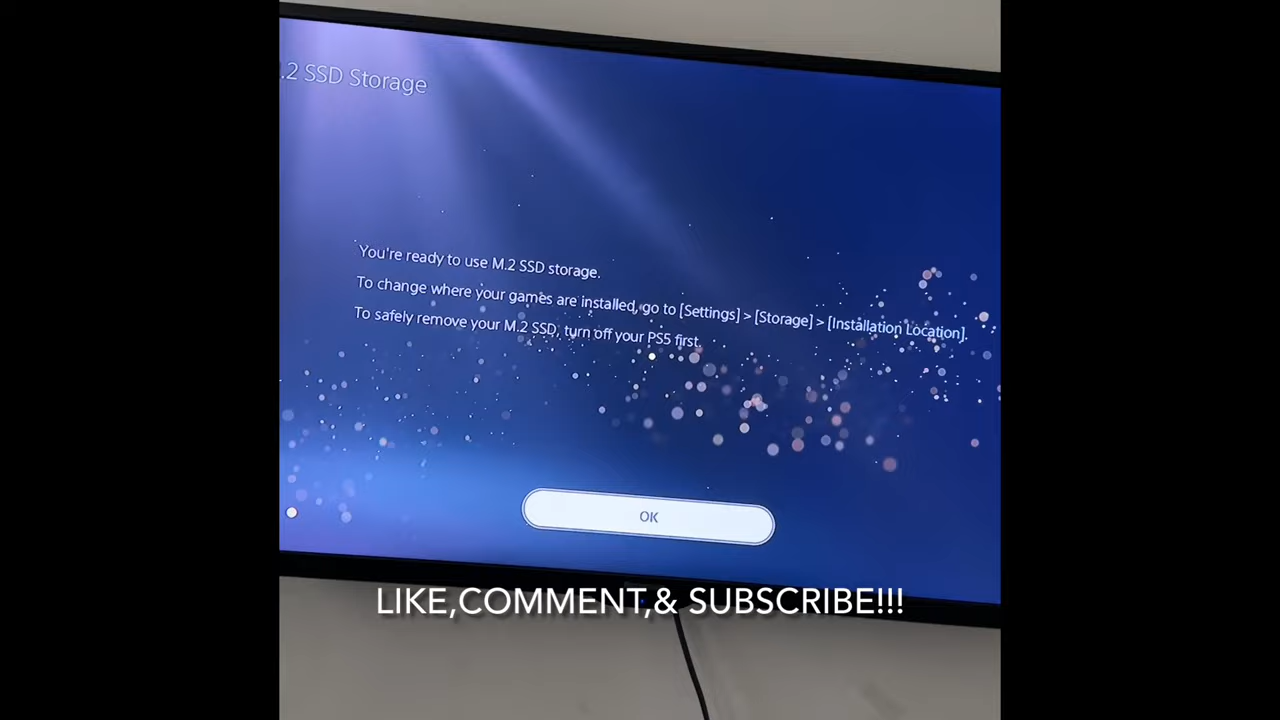 .2 SSD Storage
You're ready to use M.2 SSD storage.
To change where your games are installed, go to [Settings] > [Storage] > [Installation Location].
To safely remove your M.2 SSD, turn off your PS5 first.
OK
LIKE,COMMENT,& SUBSCRIBE!!!